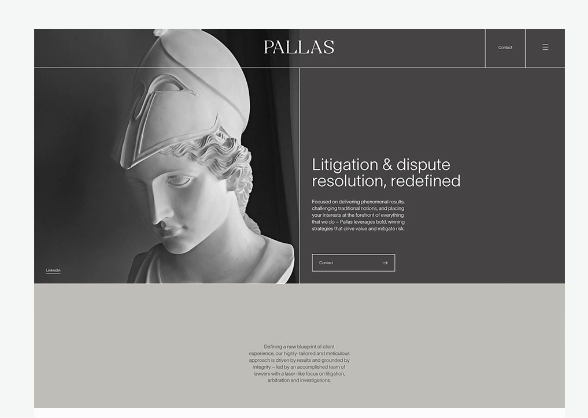 PALLAS
Contact
Litigation & dispute
resolution, redefined
Focused on delivering phenomenal results,
challenging traditional notions, and placing
your interests at the forefront of everything
that we do – Pallas leverages bold, winning
strategies that drive value and mitigate risk.
Contact
LinkedIn
Defining a new blueprint of client
experience, our highly-tailored and meticulous
approach is driven by results and grounded by
integrity – led by an accomplished team of
lawyers with a laser-like focus on litigation,
arbitration and investigations.